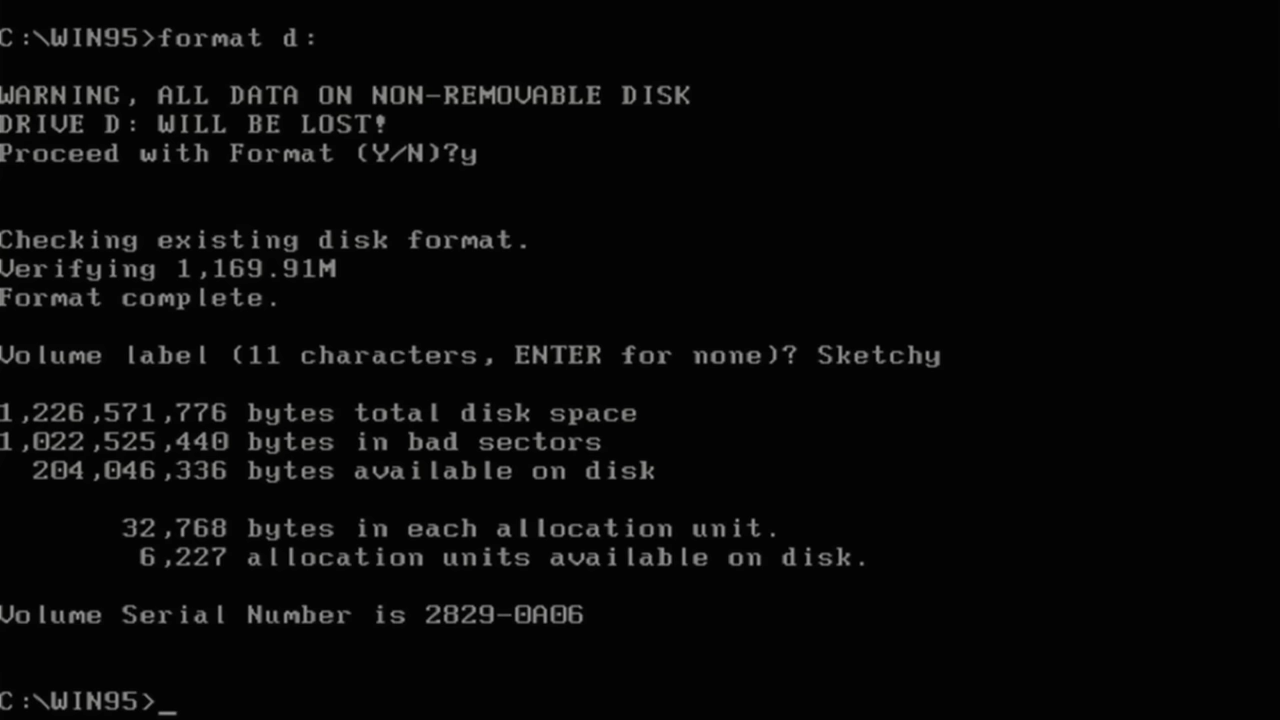 C:\WIN95>format d:
WARNING, ALL DATA ON NON-REMOVABLE DISK
DRIVE D: WILL BE LOST!
Proceed with Format (Y/N)?y
Checking existing disk format.
Verifying 1,169.91M
Format complete.
Volume label (11 characters, ENTER for none)? Sketchy
1,226,571,776 bytes total disk space
1,022,525,440 bytes in bad sectors
204,046,336 bytes available on disk
32,768 bytes in each allocation unit.
6,227 allocation units available on disk.
Volume Serial Number is 2829-0A06
C:\WIN95>_